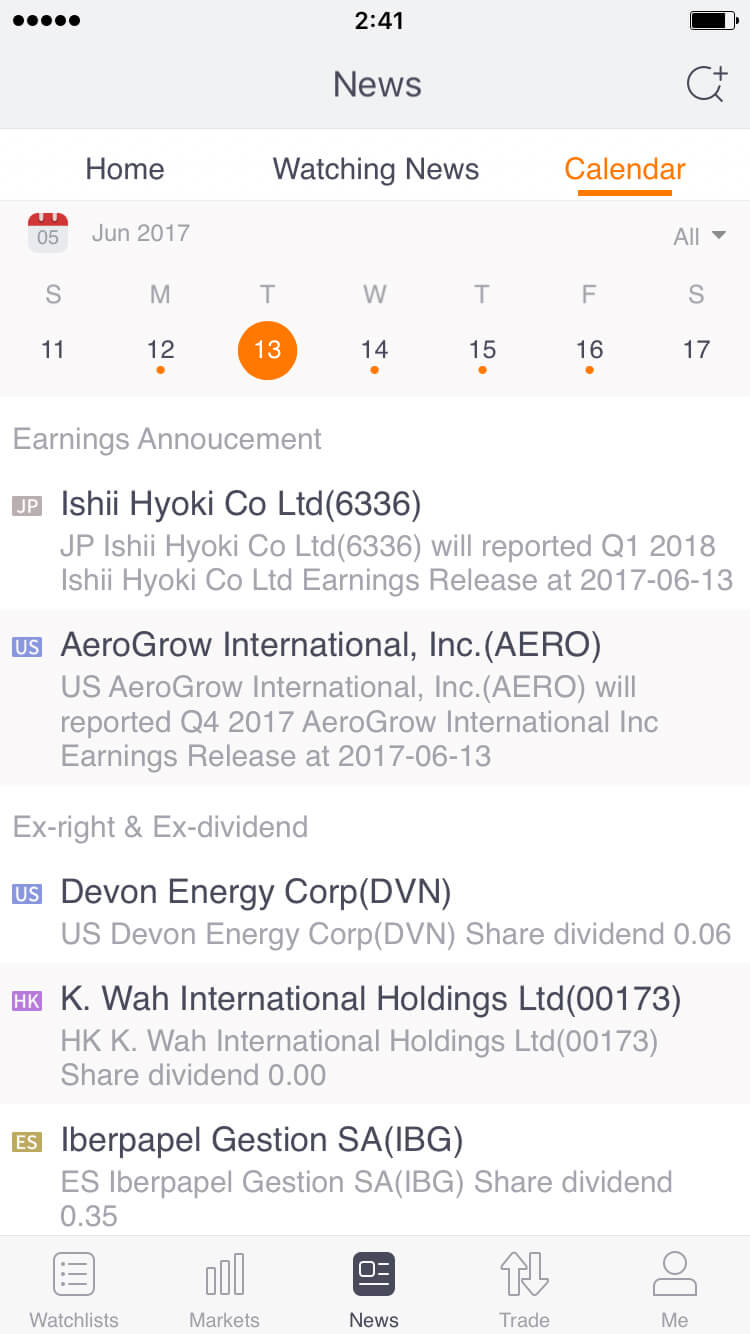 2:41
News
Home Watching News Calendar
05 Jun 2017 All
S M T W T F S
11 12 13 14 15 16 17
Earnings Annoucement
JP Ishii Hyoki Co Ltd(6336)
JP Ishii Hyoki Co Ltd(6336) will reported Q1 2018
Ishii Hyoki Co Ltd Earnings Release at 2017-06-13
US AeroGrow International, Inc.(AERO)
US AeroGrow International, Inc.(AERO) will
reported Q4 2017 AeroGrow International Inc
Earnings Release at 2017-06-13
Ex-right & Ex-dividend
US Devon Energy Corp(DVN)
US Devon Energy Corp(DVN) Share dividend 0.06
HK K. Wah International Holdings Ltd(00173)
HK K. Wah International Holdings Ltd(00173)
Share dividend 0.00
ES Iberpapel Gestion SA(IBG)
ES Iberpapel Gestion SA(IBG) Share dividend
0.35
Watchlists Markets News Trade Me